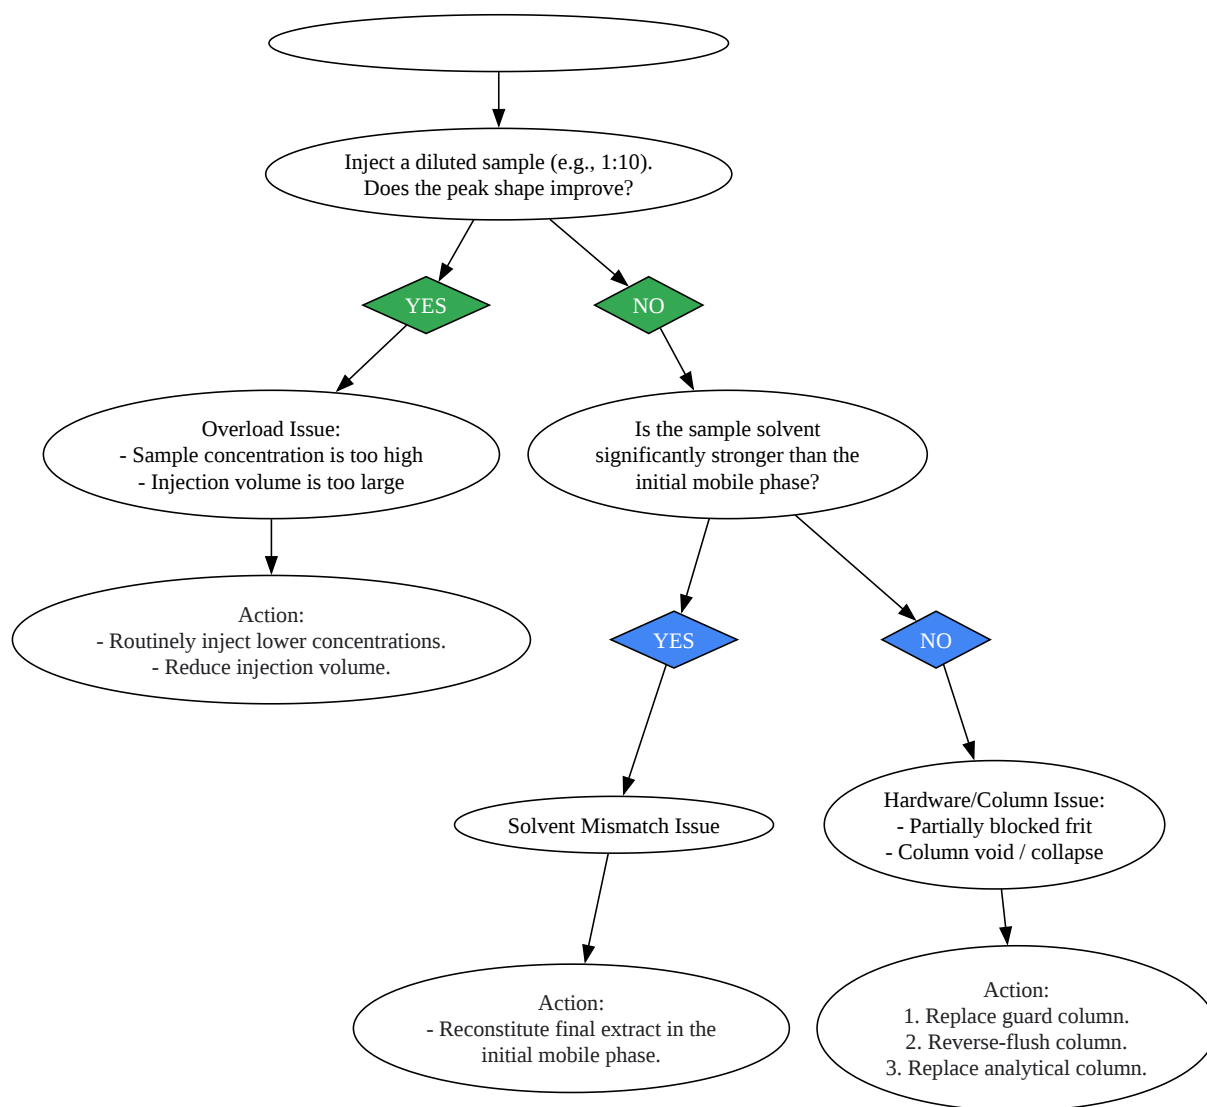 Inject a diluted sample (e.g., 1:10).
Does the peak shape improve?
YES
NO
Overload Issue:
- Sample concentration is too high
- Injection volume is too large
Is the sample solvent
significantly stronger than the
initial mobile phase?
Action:
- Routinely inject lower concentrations.
- Reduce injection volume.
YES
NO
Solvent Mismatch Issue
Hardware/Column Issue:
- Partially blocked frit
- Column void / collapse
Action:
- Reconstitute final extract in the
initial mobile phase.
Action:
1. Replace guard column.
2. Reverse-flush column.
3. Replace analytical column.